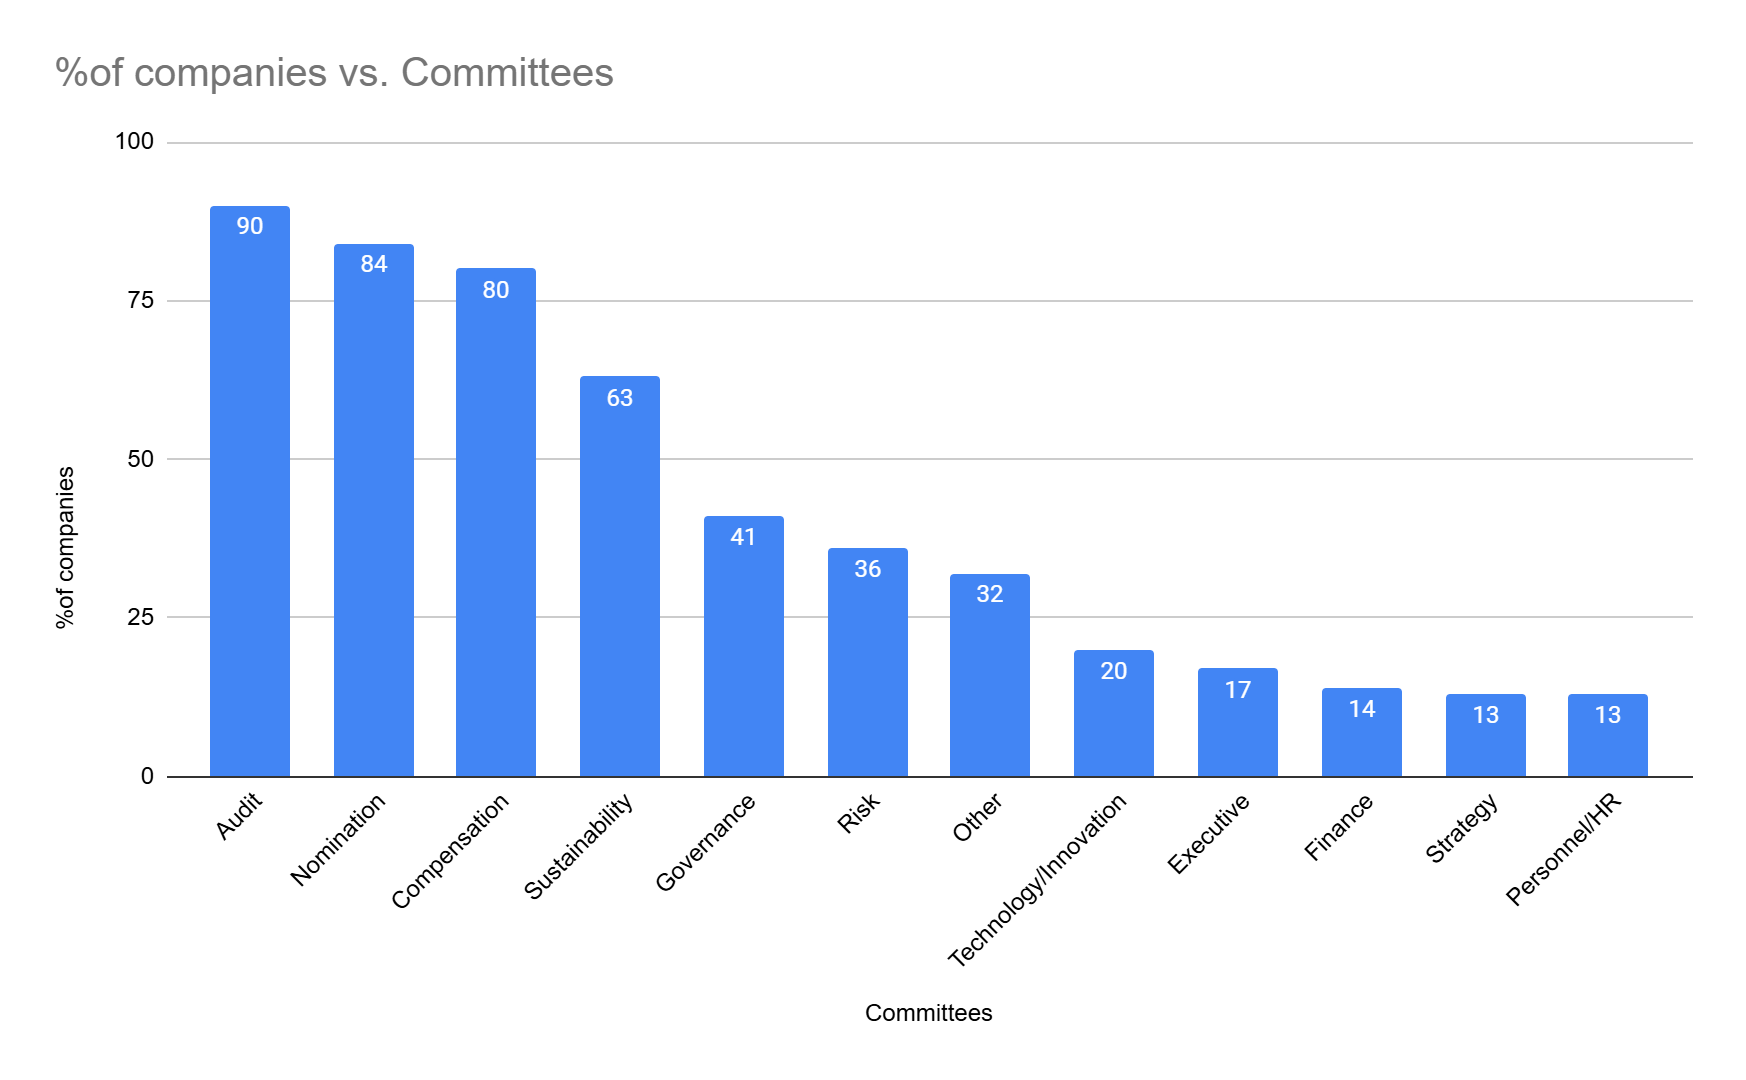 %of companies vs. Committees
100
75
50
25
0
%of companies
90
84
80
63
41
36
32
20
17
14
13
13
Audit
Nomination
Compensation
Sustainability
Governance
Risk
Other
Technology/Innovation
Executive
Finance
Strategy
Personnel/HR
Committees